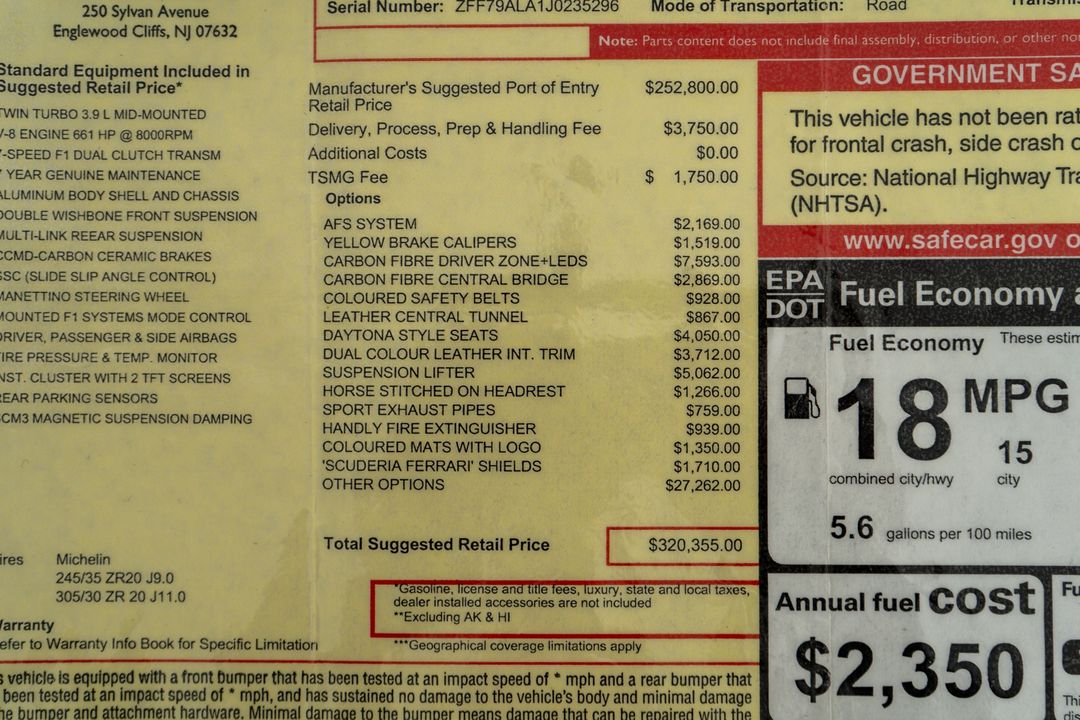 250 Sylvan Avenue
Englewood Cliffs, NJ 07632
Serial Number: ZFF79ALA1J0235296 Mode of Transportation: Road
Note: Parts content does not include final assembly, distribution, or other
Standard Equipment Included in
Suggested Retail Price*
TWIN TURBO 3.9 L MID-MOUNTED
V-8 ENGINE 661 HP @ 8000RPM
7-SPEED F1 DUAL CLUTCH TRANSM
7 YEAR GENUINE MAINTENANCE
ALUMINUM BODY SHELL AND CHASSIS
DOUBLE WISHBONE FRONT SUSPENSION
MULTI-LINK REEAR SUSPENSION
CCMD-CARBON CERAMIC BRAKES
SSC (SLIDE SLIP ANGLE CONTROL)
MANETTINO STEERING WHEEL
MOUNTED F1 SYSTEMS MODE CONTROL
DRIVER, PASSENGER & SIDE AIRBAGS
TIRE PRESSURE & TEMP. MONITOR
INST. CLUSTER WITH 2 TFT SCREENS
REAR PARKING SENSORS
SCM3 MAGNETIC SUSPENSION DAMPING
ires Michelin
245/35 ZR20 J9.0
305/30 ZR 20 J11.0
Warranty
Refer to Warranty Info Book for Specific Limitation
Manufacturer's Suggested Port of Entry $252,800.00
Retail Price
Delivery, Process, Prep & Handling Fee $3,750.00
Additional Costs $0.00
TSMG Fee $ 1,750.00
Options
AFS SYSTEM $2,169.00
YELLOW BRAKE CALIPERS $1,519.00
CARBON FIBRE DRIVER ZONE+LEDS $7,593.00
CARBON FIBRE CENTRAL BRIDGE $2,869.00
COLOURED SAFETY BELTS $928.00
LEATHER CENTRAL TUNNEL $867.00
DAYTONA STYLE SEATS $4,050.00
DUAL COLOUR LEATHER INT. TRIM $3,712.00
SUSPENSION LIFTER $5,062.00
HORSE STITCHED ON HEADREST $1,266.00
SPORT EXHAUST PIPES $759.00
HANDLY FIRE EXTINGUISHER $939.00
COLOURED MATS WITH LOGO $1,350.00
'SCUDERIA FERRARI' SHIELDS $1,710.00
OTHER OPTIONS $27,262.00
Total Suggested Retail Price $320,355.00
*Gasoline, license and title fees, luxury, state and local taxes,
dealer installed accessories are not included
**Excluding AK & HI
***Geographical coverage limitations apply
s vehicle is equipped with a front bumper that has been tested at an impact speed of * mph and a rear bumper that
been tested at an impact speed of * mph, and has sustained no damage to the vehicle's body and minimal damage
he bumper and attachment hardware. Minimal damage to the bumper means damage that can be repaired with the
GOVERNMENT SA
This vehicle has not been rat
for frontal crash, side crash o
Source: National Highway Tra
(NHTSA).
www.safecar.gov o
EPA
DOT
Fuel Economy a
Fuel Economy These estim
18 MPG
15
combined city/hwy city
5.6 gallons per 100 miles
Annual fuel cost
$2,350
Fu
Thi
dis